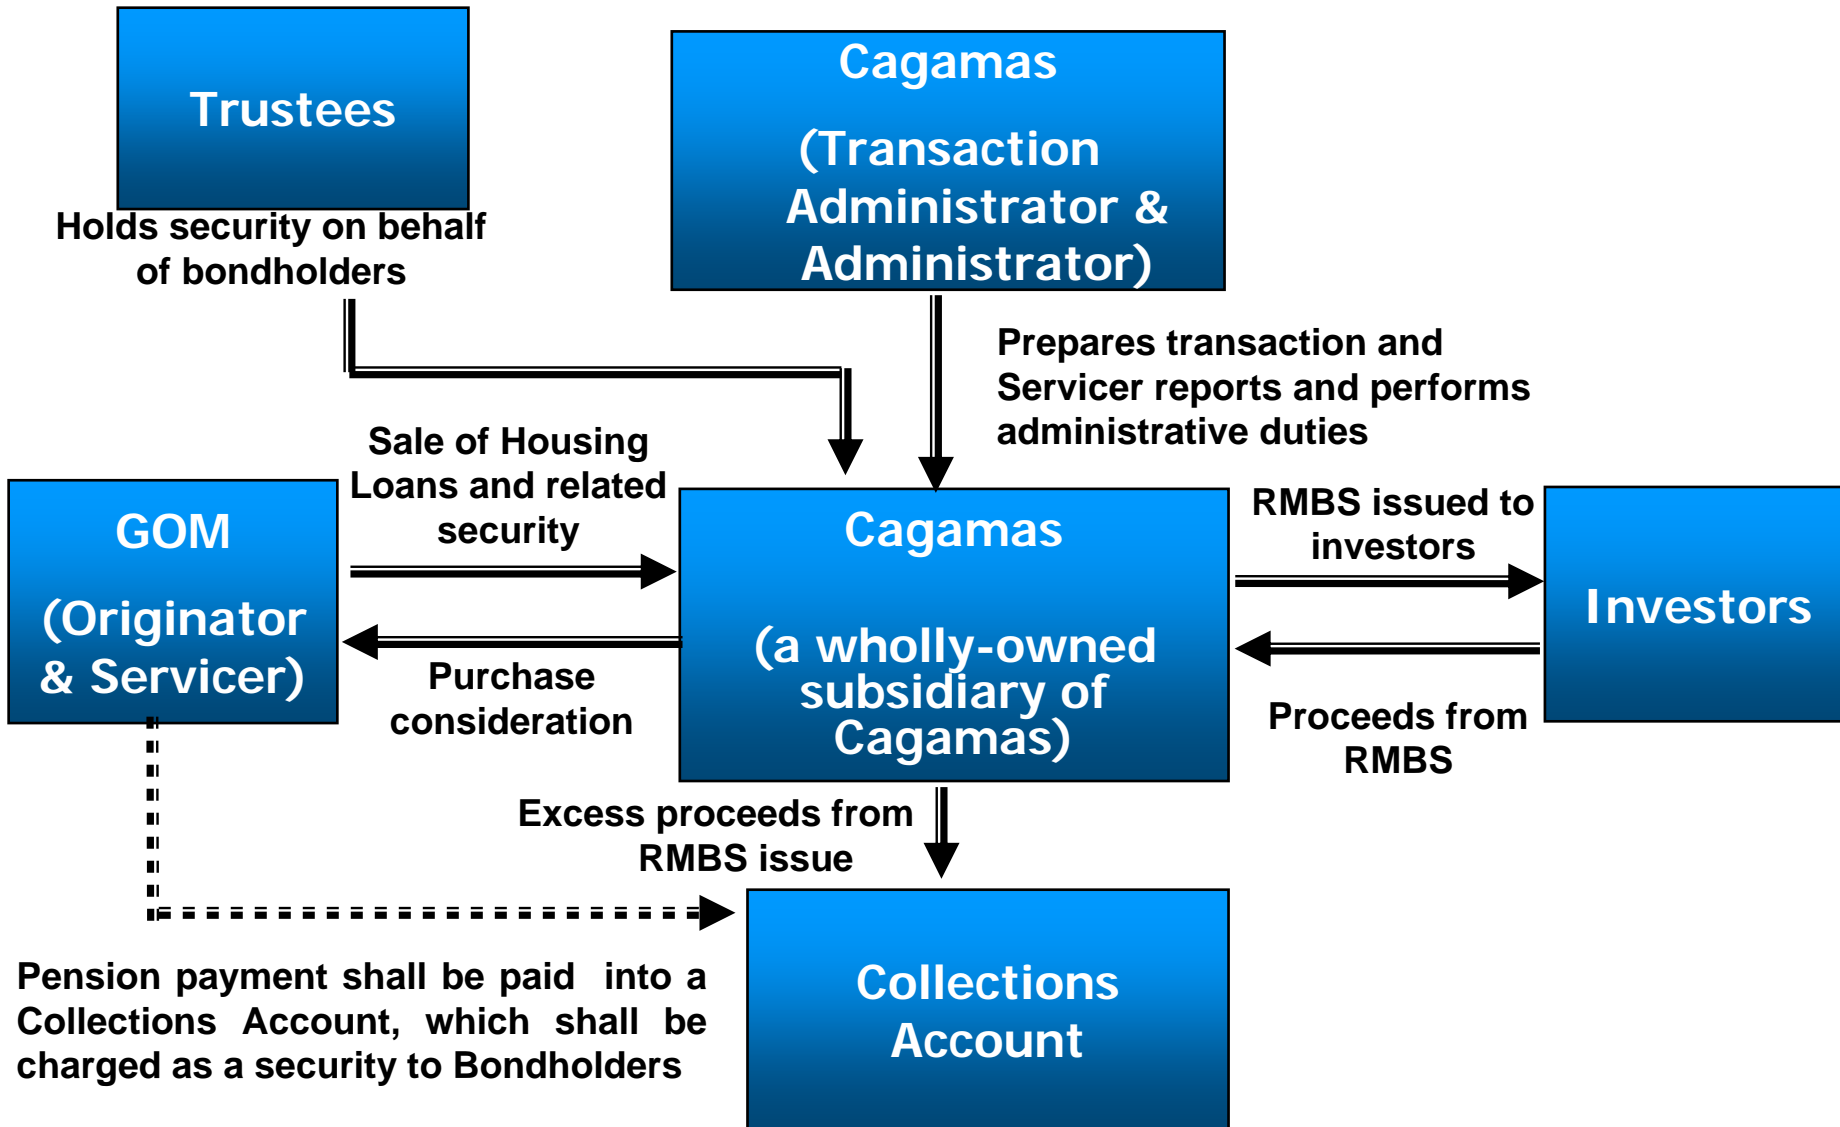 Trustees
Holds security on behalf
of bondholders
Cagamas
(Transaction
Administrator &
Administrator)
Prepares transaction and
Servicer reports and performs
administrative duties
Sale of Housing
Loans and related
security
GOM
(Originator
& Servicer)
Purchase
consideration
Cagamas
(a wholly-owned
subsidiary of
Cagamas)
RMBS issued to
investors
Investors
Proceeds from
RMBS
Excess proceeds from
RMBS issue
Pension payment shall be paid into a
Collections Account, which shall be
charged as a security to Bondholders
Collections
Account